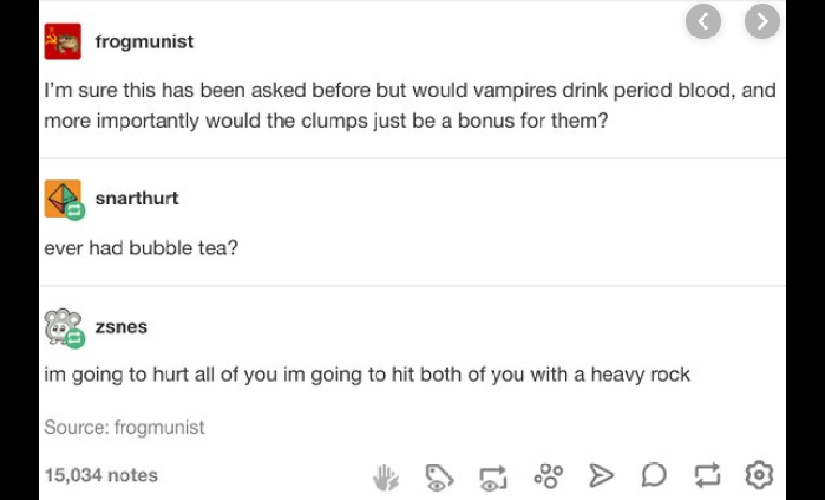 frogmunist
I'm sure this has been asked before but would vampires drink period blood, and
more importantly would the clumps just be a bonus for them?
snarthurt
ever had bubble tea?
zsnes
im going to hurt all of you im going to hit both of you with a heavy rock
Source: frogmunist
15,034 notes